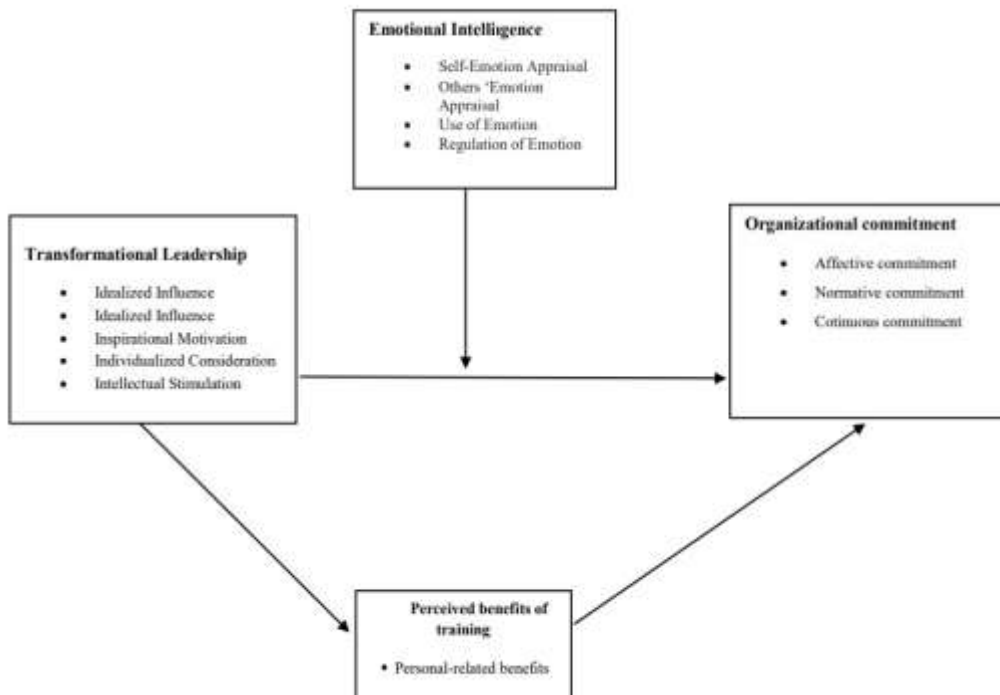 Emotional Intelligence
• Self-Emotion Appraisal
• Others ‘Emotion
Appraisal
• Use of Emotion
• Regulation of Emotion
Transformational Leadership
• Idealized Influence
• Idealized Influence
• Inspirational Motivation
• Individualized Consideration
• Intellectual Stimulation
Organizational commitment
• Affective commitment
• Normative commitment
• Cotinuous commitment
Perceived benefits of
training
• Personal-related benefits